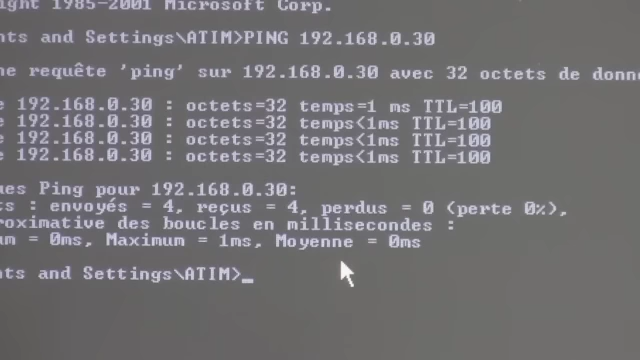 ght 1985-2001 Microsoft Corp.
nts and Settings\ATIM>PING 192.168.0.30
ne requête 'ping' sur 192.168.0.30 avec 32 octets de donn
e 192.168.0.30 : octets=32 temps=1 ms TTL=100
e 192.168.0.30 : octets=32 temps<1ms TTL=100
e 192.168.0.30 : octets=32 temps<1ms TTL=100
e 192.168.0.30 : octets=32 temps<1ms TTL=100
ues Ping pour 192.168.0.30:
ts : envoyés = 4, reçus = 4, perdus = 0 (perte 0%),
roximative des boucles en millisecondes :
um = 0ms, Maximum = 1ms, Moyenne = 0ms
nts and Settings\ATIM>_